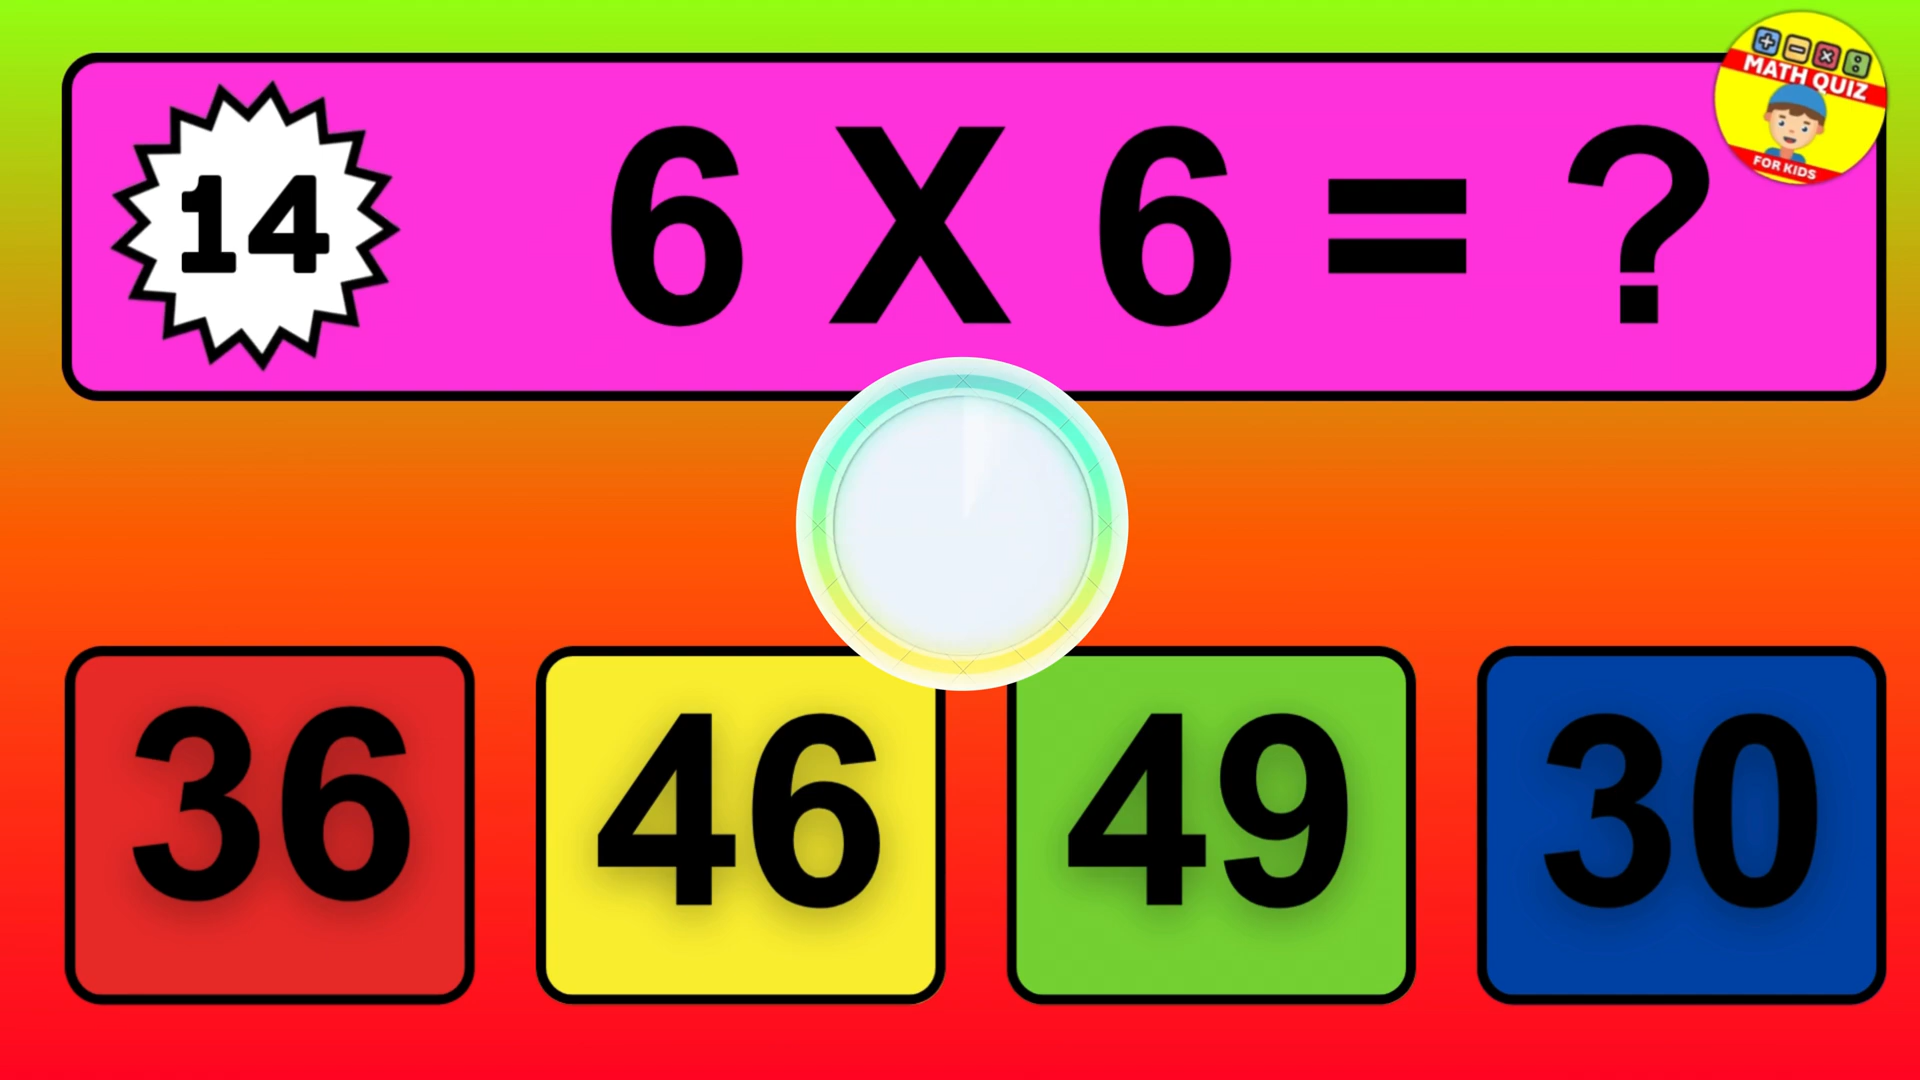 14
6 X 6 = ?
+ − × :
MATH QUIZ
FOR KIDS
36 46 49 30